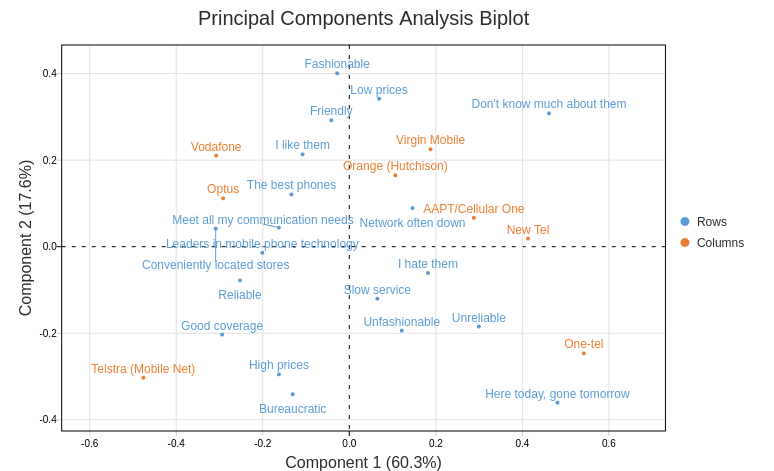 Principal Components Analysis Biplot
Fashionable
Low prices
Don't know much about them
Friendly
Vodafone
I like them
Virgin Mobile
Orange (Hutchison)
Optus
The best phones
Meet all my communication needs
AAPT/Cellular One
Network often down
New Tel
Leaders in mobile phone technology
Conveniently located stores
I hate them
Reliable
Slow service
Good coverage
Unfashionable
Unreliable
One-tel
Telstra (Mobile Net)
High prices
Here today, gone tomorrow
Bureaucratic
0.4
0.2
0.0
-0.2
-0.4
Component 2 (17.6%)
-0.6
-0.4
-0.2
0.0
0.2
0.4
0.6
Component 1 (60.3%)
Rows
Columns